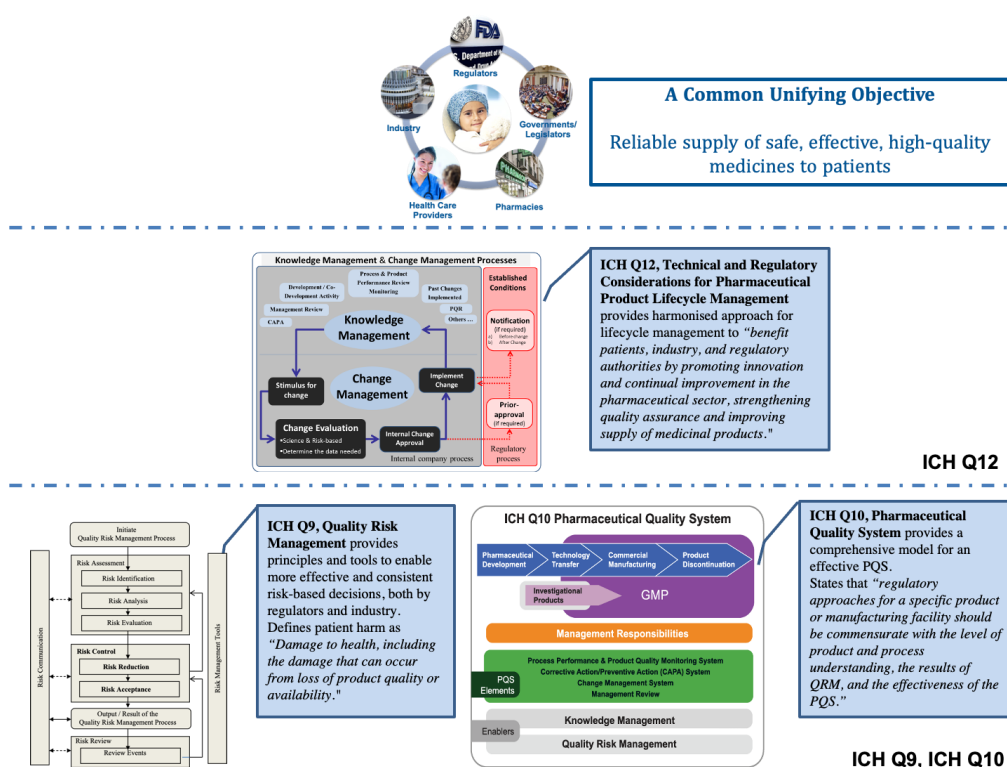 FDA
S. Department of
Regulators
Industry
Governments/
Legislators
Health Care
Providers
Pharmacies
A Common Unifying Objective
Reliable supply of safe, effective, high-quality
medicines to patients
Knowledge Management & Change Management Processes
Process & Product
Performance Review
Monitoring
Development / Co-
Development Activity
Past Changes
Implemented
Management Review
PQR
CAPA
Others ...
Knowledge
Management
Stimulus for
change
Change
Management
Implement
Change
Change Evaluation
•Science & Risk-based
•Determine the data needed
Internal Change
Approval
Internal company process
Established
Conditions
Notification
(if required)
a) Before change
b) After Change
Prior-
approval
(if required)
Regulatory
process
ICH Q12, Technical and Regulatory
Considerations for Pharmaceutical
Product Lifecycle Management
provides harmonised approach for
lifecycle management to “benefit
patients, industry, and regulatory
authorities by promoting innovation
and continual improvement in the
pharmaceutical sector, strengthening
quality assurance and improving
supply of medicinal products."
ICH Q12
Initiate
Quality Risk Management Process
Risk Assessment
Risk Identification
Risk Analysis
Risk Evaluation
Risk Control
Risk Reduction
Risk Acceptance
Output / Result of the
Quality Risk Management Process
Risk Review
Review Events
Risk Communication
Risk Management Tools
ICH Q9, Quality Risk
Management provides
principles and tools to enable
more effective and consistent
risk-based decisions, both by
regulators and industry.
Defines patient harm as
“Damage to health, including
the damage that can occur
from loss of product quality or
availability."
ICH Q10 Pharmaceutical Quality System
Pharmaceutical
Development
Technology
Transfer
Commercial
Manufacturing
Product
Discontinuation
Investigational
Products
GMP
Management Responsibilities
PQS
Elements
Process Performance & Product Quality Monitoring System
Corrective Action/Preventive Action (CAPA) System
Change Management System
Management Review
Enablers
Knowledge Management
Quality Risk Management
ICH Q10, Pharmaceutical
Quality System provides a
comprehensive model for an
effective PQS.
States that “regulatory
approaches for a specific product
or manufacturing facility should
be commensurate with the level of
product and process
understanding, the results of
QRM, and the effectiveness of the
PQS.”
ICH Q9, ICH Q10